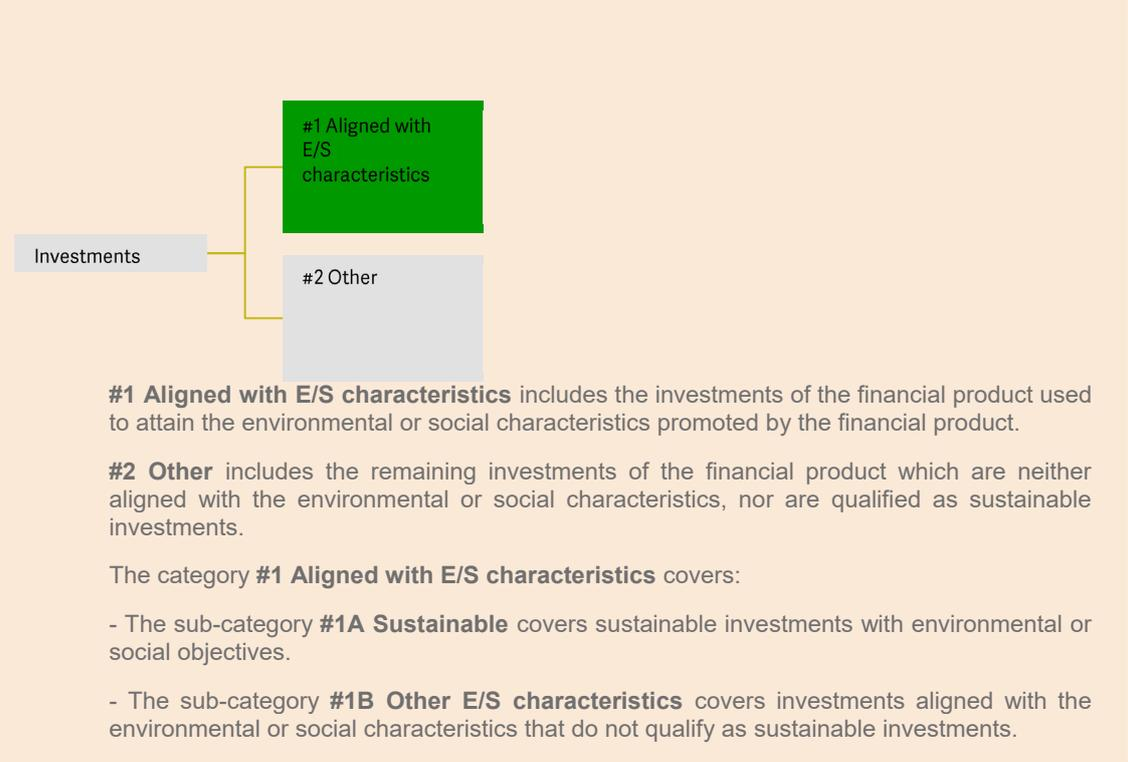 #1 Aligned with
E/S
characteristics
Investments
#2 Other
#1 Aligned with E/S characteristics includes the investments of the financial product used
to attain the environmental or social characteristics promoted by the financial product.
#2 Other includes the remaining investments of the financial product which are neither
aligned with the environmental or social characteristics, nor are qualified as sustainable
investments.
The category #1 Aligned with E/S characteristics covers:
- The sub-category #1A Sustainable covers sustainable investments with environmental or
social objectives.
- The sub-category #1B Other E/S characteristics covers investments aligned with the
environmental or social characteristics that do not qualify as sustainable investments.